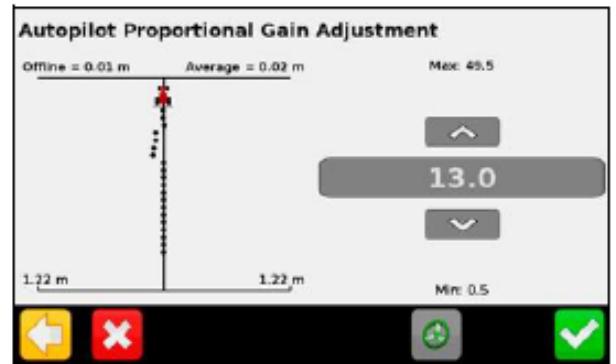 Autopilot Proportional Gain Adjustment
Offline = 0.01 m Average = 0.02 m
Max: 49.5
13.0
1.22 m 1.22 m
Min: 0.5